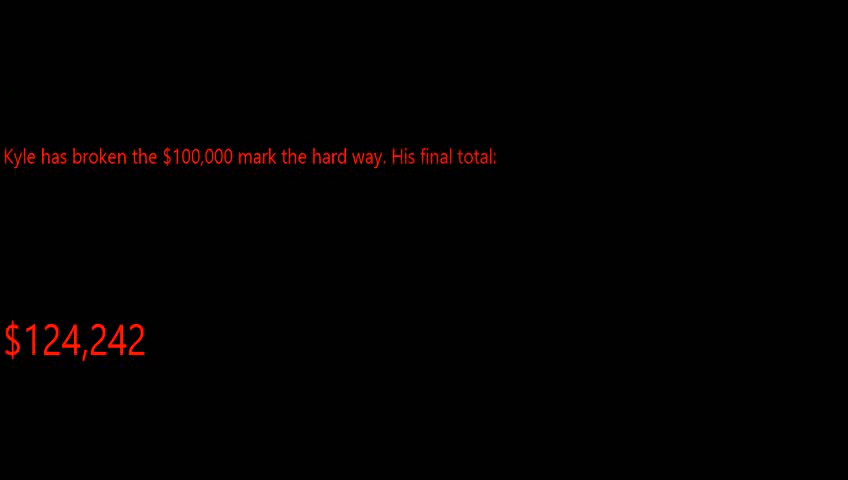 Kyle has broken the $100,000 mark the hard way. His final total:
$124,242